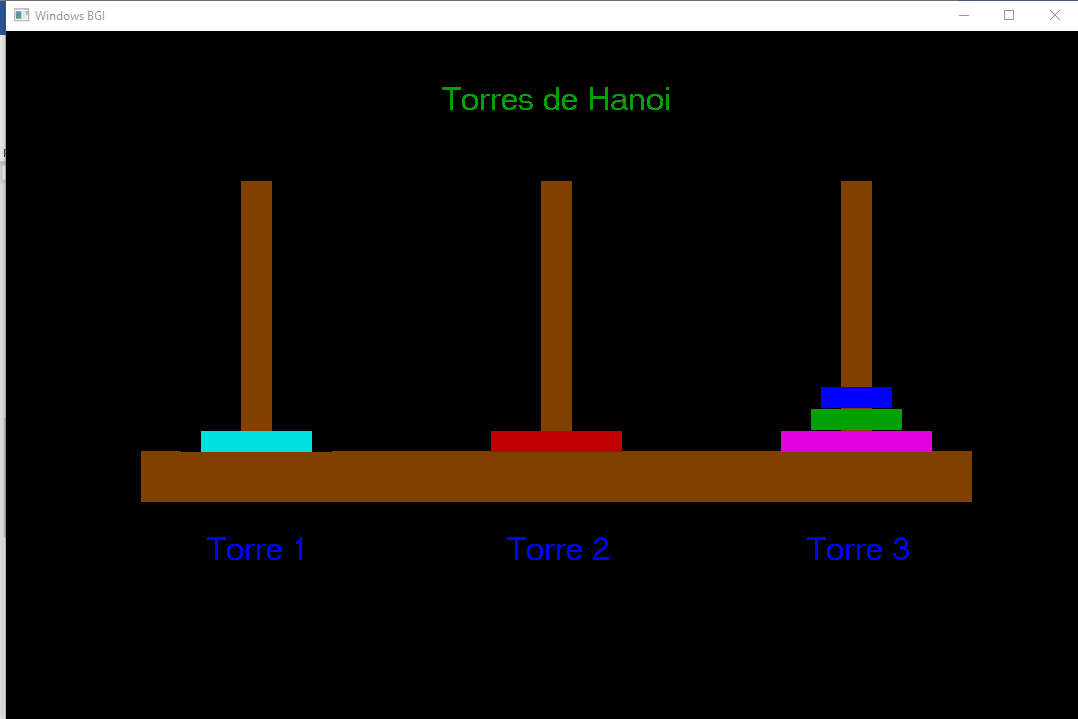 Windows BGI
Torres de Hanoi
Torre 1
Torre 2
Torre 3